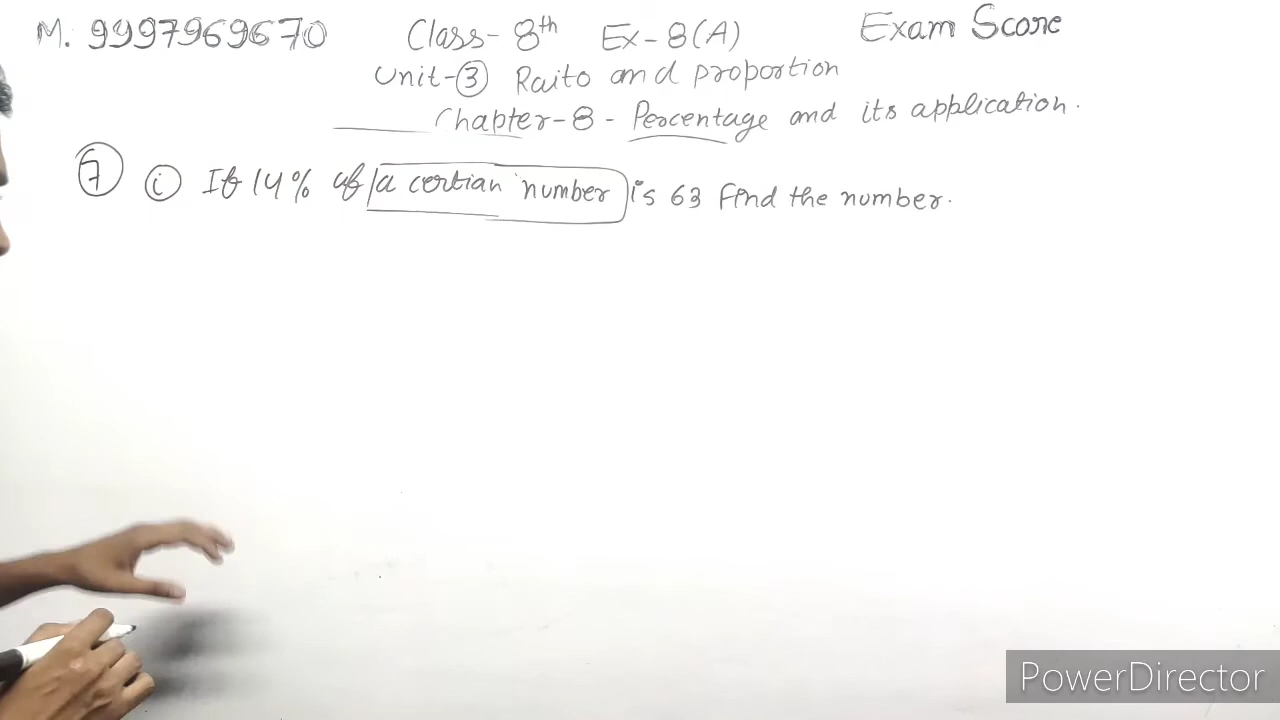 M. 9997969670 Class- 8th Ex- 8(A) Exam Score
Unit-③ Raito and proportion
Chapter-8 - Percentage and its application.
⑦ ⓘ If 14% of a certian number is 63 find the number.
PowerDirector